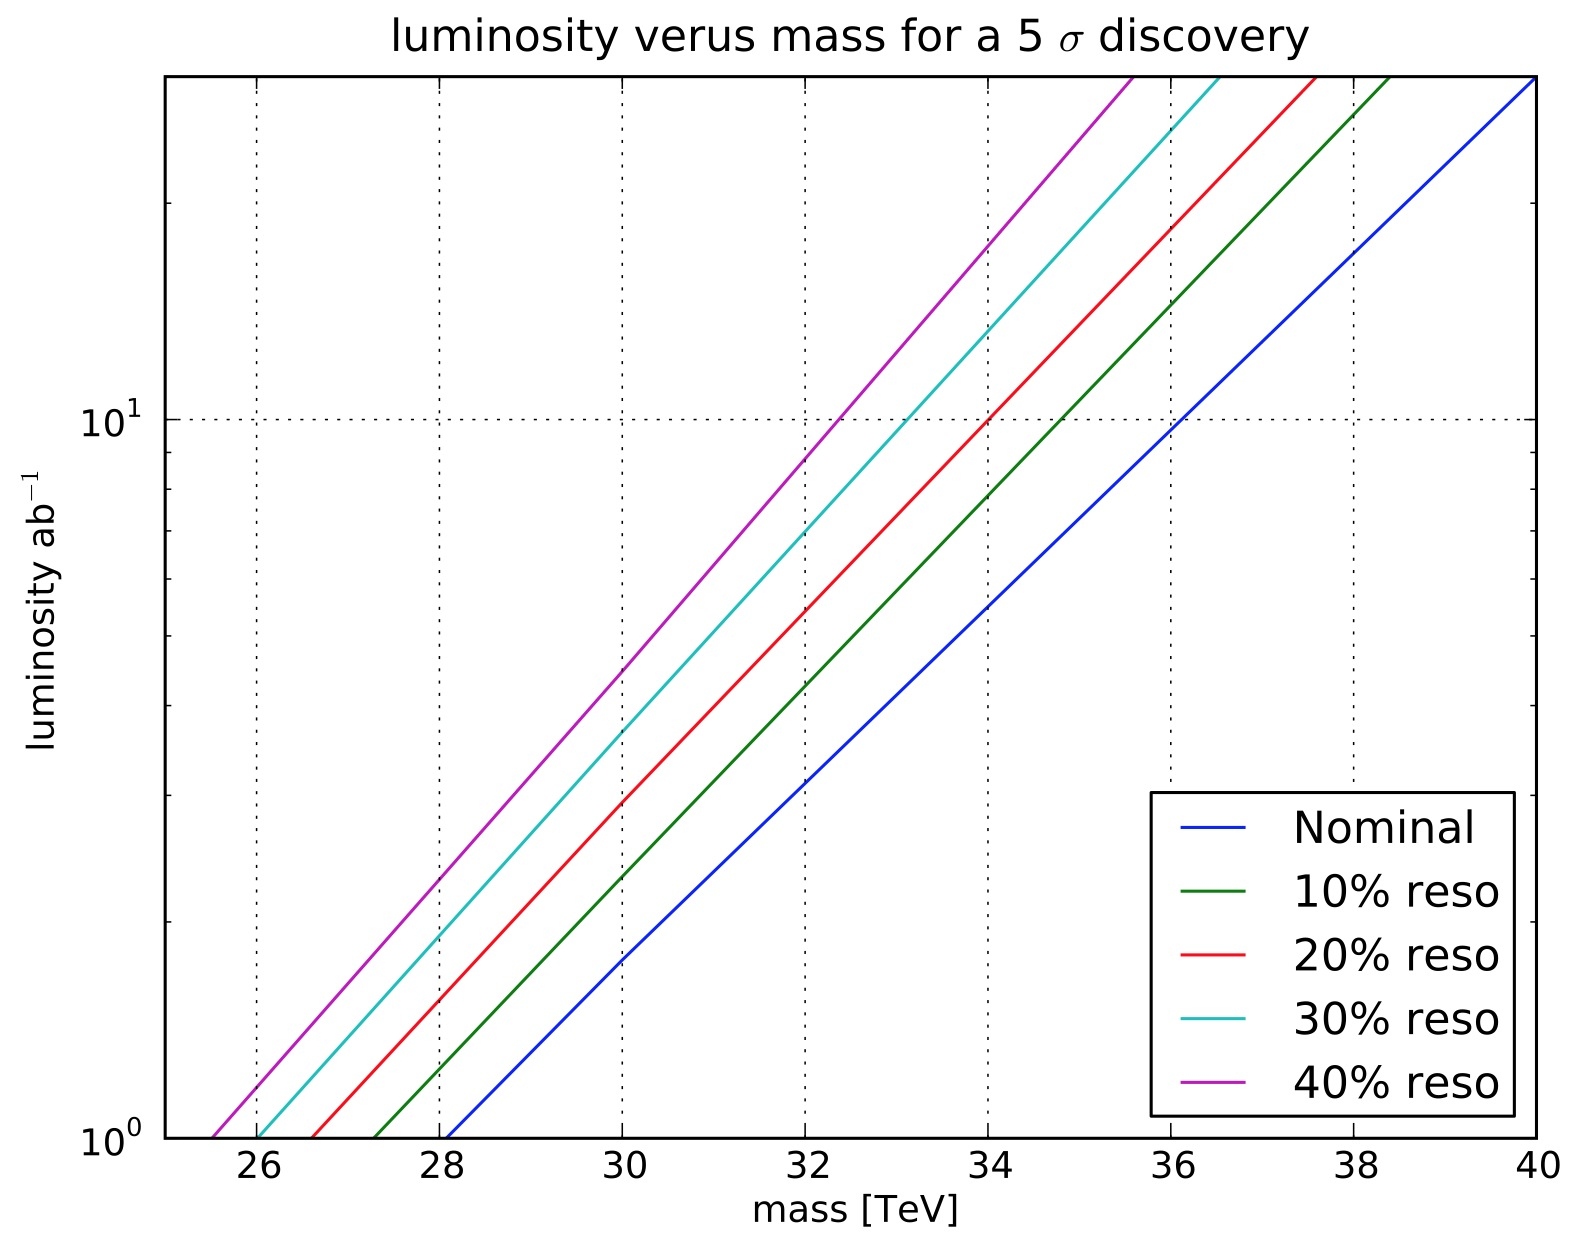 luminosity verus mass for a 5 σ discovery
luminosity ab⁻¹
10¹
10⁰
26 28 30 32 34 36 38 40
mass [TeV]
Nominal
10% reso
20% reso
30% reso
40% reso